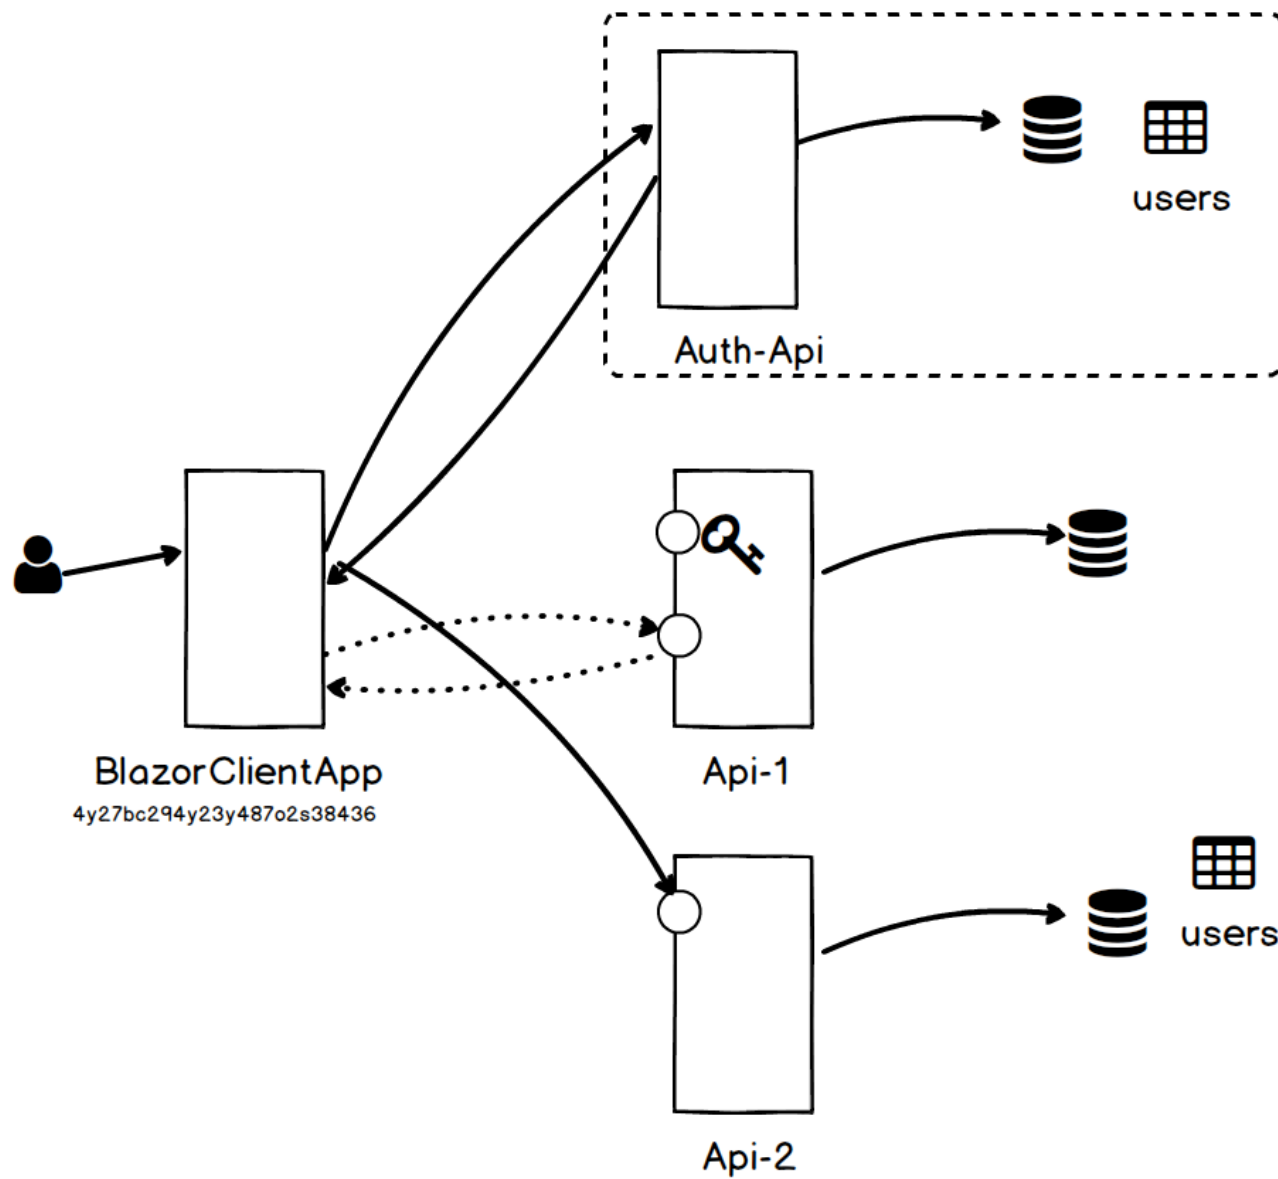 users
Auth-Api
BlazorClientApp
4y27bc294y23y487o2s38436
Api-1
users
Api-2